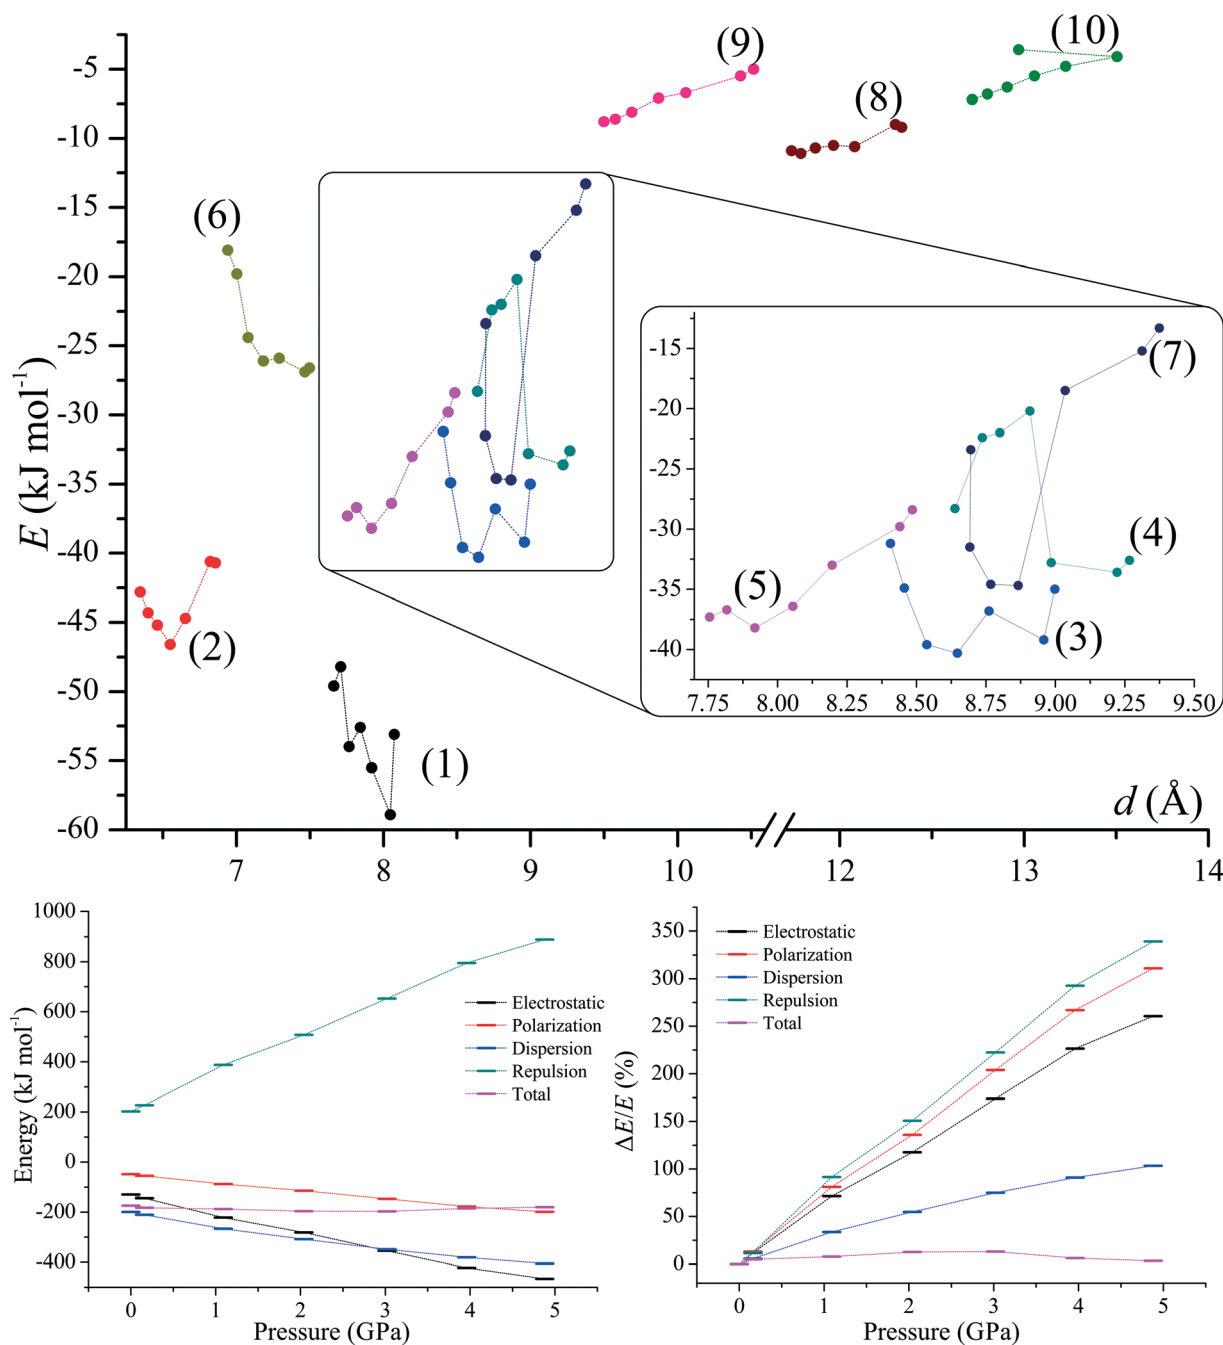 (10)
(9)
-5
(8)
-10
-15
(6)
-20
-25
-30
-35
-40
-45
-50
-55
-60
E (kJ mol⁻¹)
(2)
(1)
-15
-20
-25
-30
-35
-40
(7)
(4)
(5)
(3)
7.75 8.00 8.25 8.50 8.75 9.00 9.25 9.50
d (Å)
7 8 9 10 12 13 14
1000
800
600
400
200
0
-200
-400
Energy (kJ mol⁻¹)
Electrostatic
Polarization
Dispersion
Repulsion
Total
0 1 2 3 4 5
Pressure (GPa)
350
300
250
200
150
100
50
0
ΔE/E (%)
Electrostatic
Polarization
Dispersion
Repulsion
Total
0 1 2 3 4 5
Pressure (GPa)